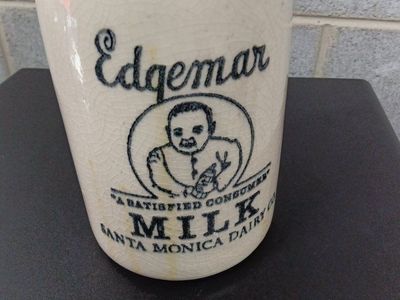 Edgemar
"A SATISFIED CONSUMER"
MILK
SANTA MONICA DAIRY CO